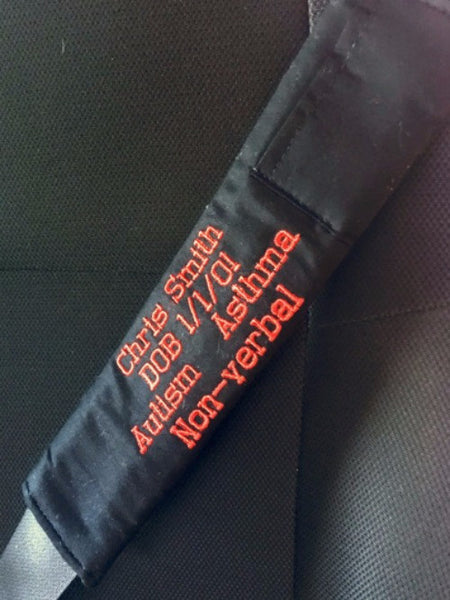 Chris Smith
DOB 1/1/01
Autism Asthma
Non-verbal